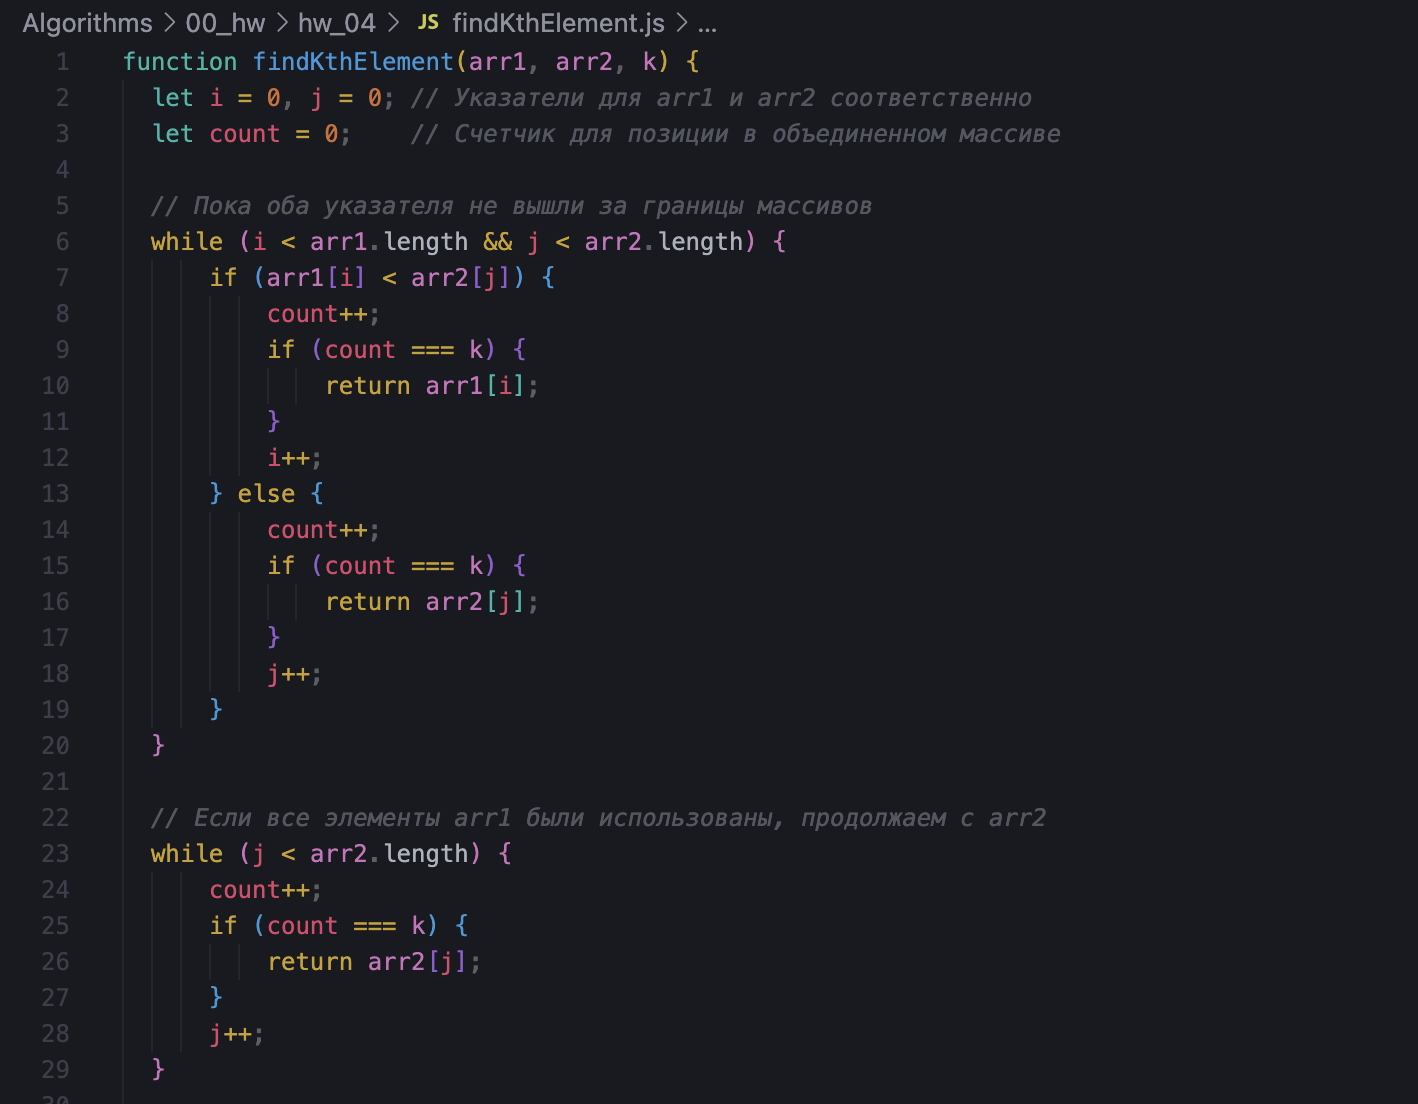 Algorithms > 00_hw > hw_04 > JS findKthElement.js > ...
1 function findKthElement(arr1, arr2, k) {
2 let i = 0, j = 0; // Указатели для arr1 и arr2 соответственно
3 let count = 0; // Счетчик для позиции в объединенном массиве
4
5 // Пока оба указателя не вышли за границы массивов
6 while (i < arr1.length && j < arr2.length) {
7 if (arr1[i] < arr2[j]) {
8 count++;
9 if (count === k) {
10 return arr1[i];
11 }
12 i++;
13 } else {
14 count++;
15 if (count === k) {
16 return arr2[j];
17 }
18 j++;
19 }
20 }
21
22 // Если все элементы arr1 были использованы, продолжаем с arr2
23 while (j < arr2.length) {
24 count++;
25 if (count === k) {
26 return arr2[j];
27 }
28 j++;
29 }
30